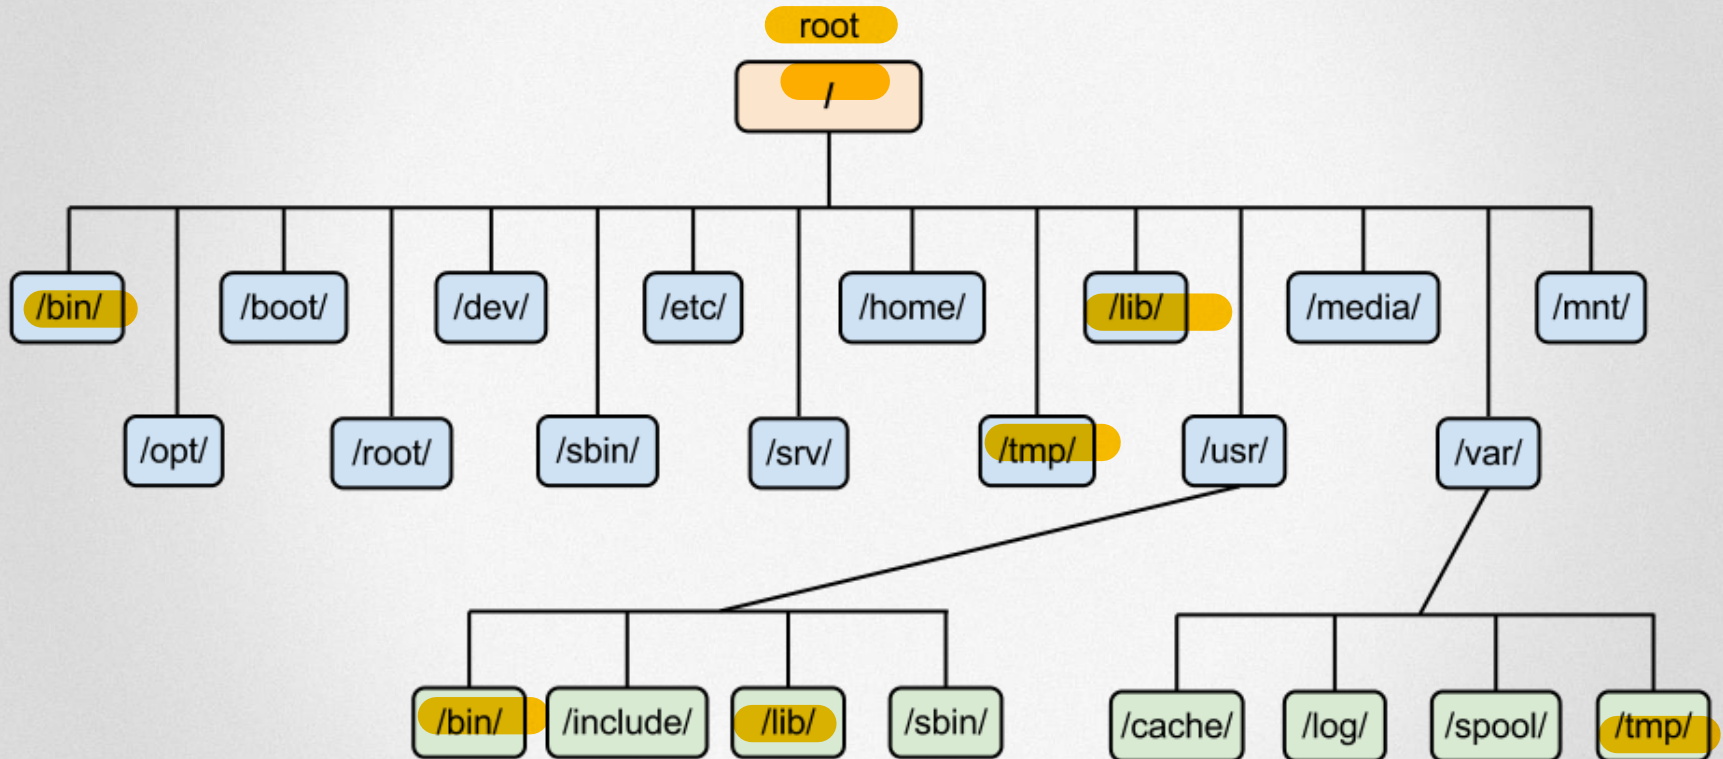 root
/
/bin/
/boot/
/dev/
/etc/
/home/
/lib/
/media/
/mnt/
/opt/
/root/
/sbin/
/srv/
/tmp/
/usr/
/var/
/bin/
/include/
/lib/
/sbin/
/cache/
/log/
/spool/
/tmp/